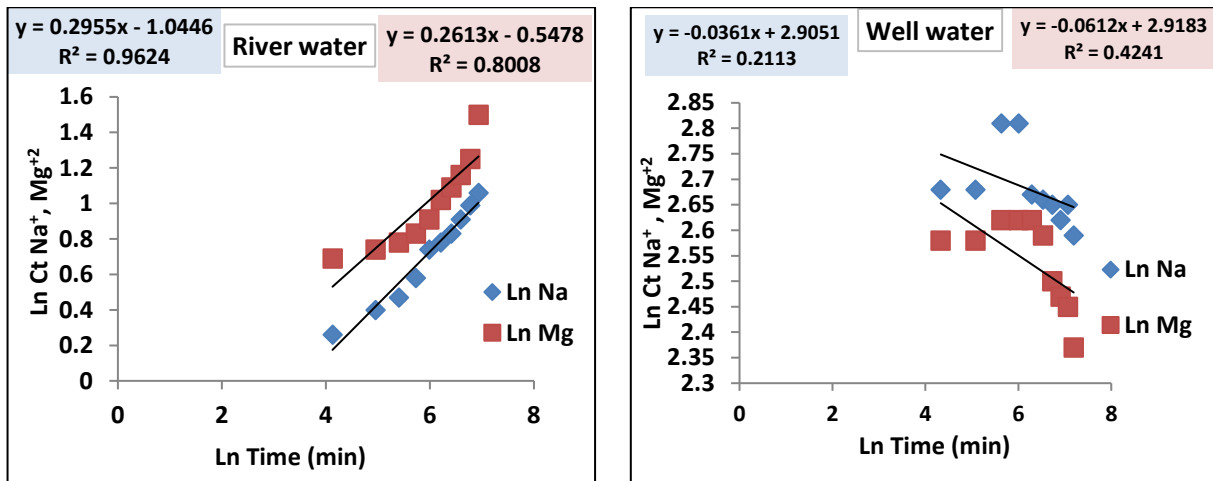 y = 0.2955x - 1.0446
R² = 0.9624
River water
y = 0.2613x - 0.5478
R² = 0.8008
Ln Ct Na⁺, Mg⁺²
1.6
1.4
1.2
1
0.8
0.6
0.4
0.2
0
0 2 4 6 8
Ln Time (min)
Ln Na
Ln Mg
y = -0.0361x + 2.9051
R² = 0.2113
Well water
y = -0.0612x + 2.9183
R² = 0.4241
Ln Ct Na⁺ , Mg⁺²
2.85
2.8
2.75
2.7
2.65
2.6
2.55
2.5
2.45
2.4
2.35
2.3
0 2 4 6 8
Ln Time (min)
Ln Na
Ln Mg